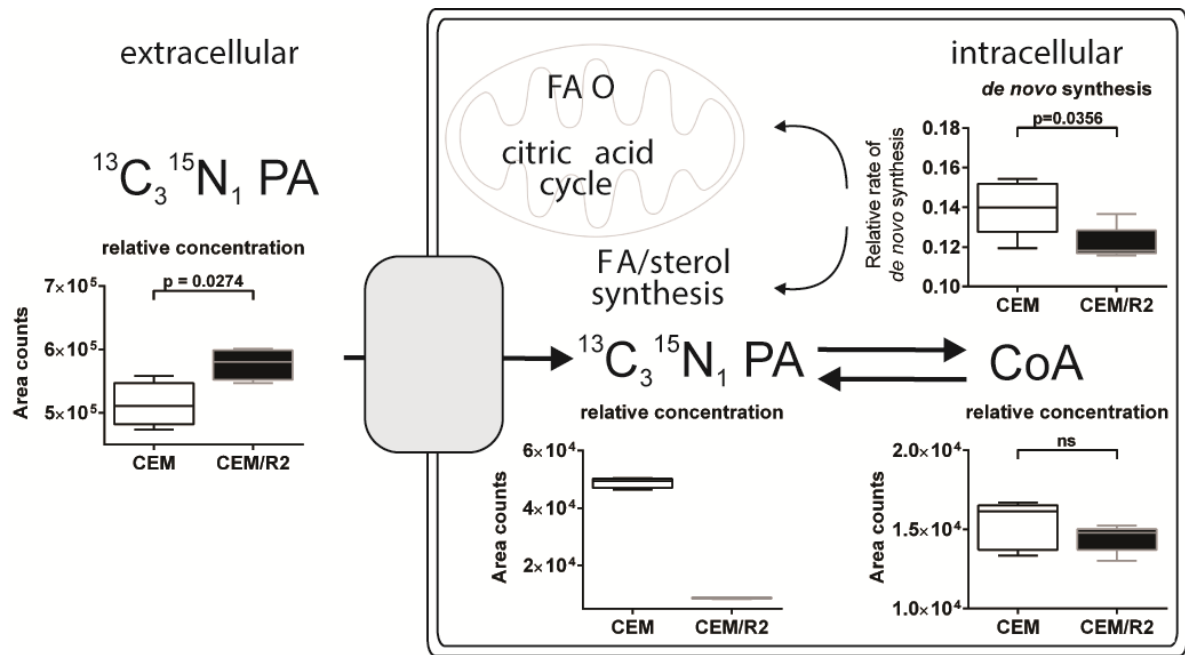 extracellular
¹³C₃¹⁵N₁ PA
relative concentration
p = 0.0274
7×10⁵
6×10⁵
5×10⁵
Area counts
CEM CEM/R2
FAO
citric acid
cycle
FA/sterol
synthesis
¹³C₃¹⁵N₁ PA
relative concentration
6×10⁴
4×10⁴
2×10⁴
Area counts
CEM CEM/R2
intracellular
de novo synthesis
p=0.0356
0.18
0.16
0.14
0.12
0.10
Relative rate of
de novo synthesis
CEM CEM/R2
CoA
relative concentration
ns
2.0×10⁴
1.5×10⁴
1.0×10⁴
Area counts
CEM CEM/R2